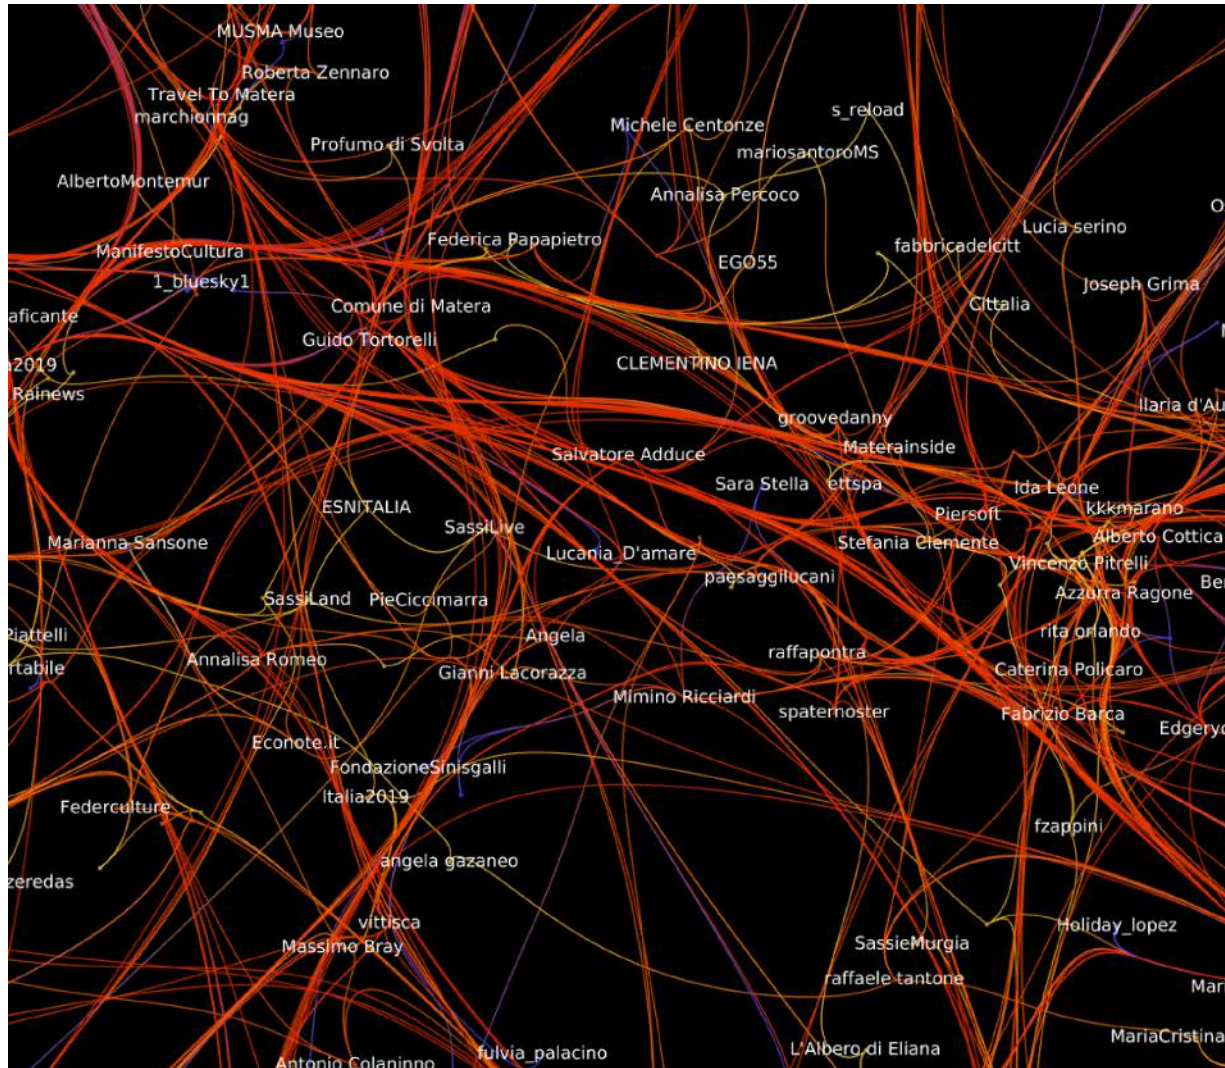 MUSMA Museo
Roberta Zennaro
Travel To Matera
marchionnag
s_reload
Michele Centonze
Profumo di Svolta
mariosantoroMS
AlbertoMontemur
Annalisa Percoco
O
Lucia serino
Federica Papapietro
fabbricadelcitt
ManifestoCultura
EGO55
1_bluesky1
Joseph Grima
Comune di Matera
Cittalia
aficante
Guido Tortorelli
a2019
CLEMENTINO IENA
Rainews
Ilaria d'Au
groovedanny
Materainside
Salvatore Adduce
Sara Stella
ettspa
Ida Leone
ESNITALIA
kkkmarano
Piersoft
SassiLive
Alberto Cottica
Marianna Sansone
Stefania Clemente
Lucania_D'amare
Vincenzo Pitrelli
paesaggilucani
Ber
Azzurra Ragone
SassiLand
PieCiccimarra
rita orlando
Piattelli
Angela
raffapontra
Annalisa Romeo
rtabile
Gianni Lacorazza
Caterina Policaro
Mimino Ricciardi
spaternoster
Fabrizio Barca
Edgeryd
Econote.it
FondazioneSinisgalli
Italia2019
Federculture
fzappini
angela gazaneo
zeredas
vittisca
Holiday_lopez
Massimo Bray
SassieMurgia
raffaele tantone
Mari
MariaCristina
L'Albero di Eliana
fulvia_palacino
Antonio Colaninno